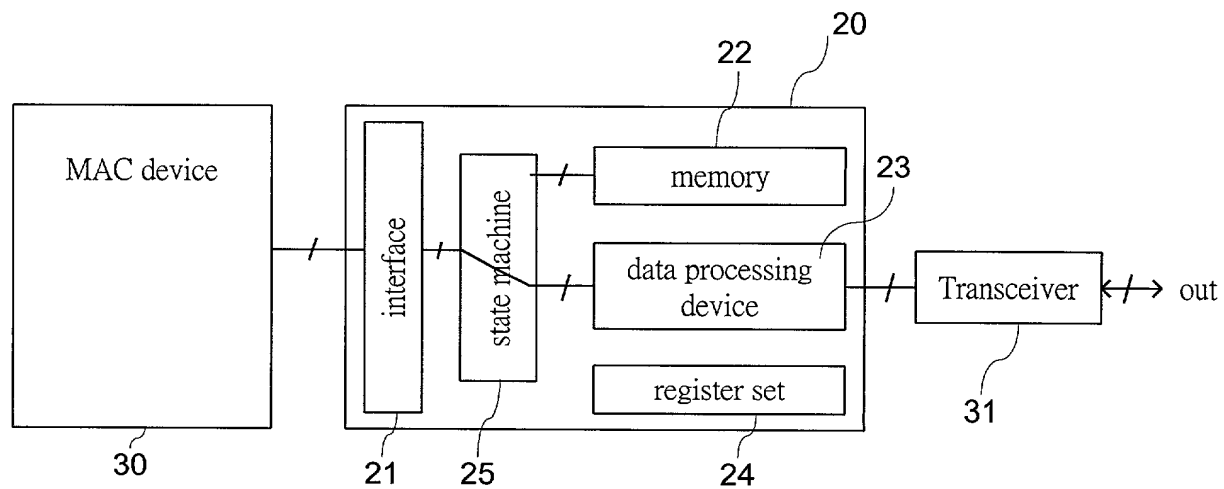 20
22
MAC device
memory
23
interface
state machine
data processing
device
Transceiver
out
register set
30
21
25
24
31